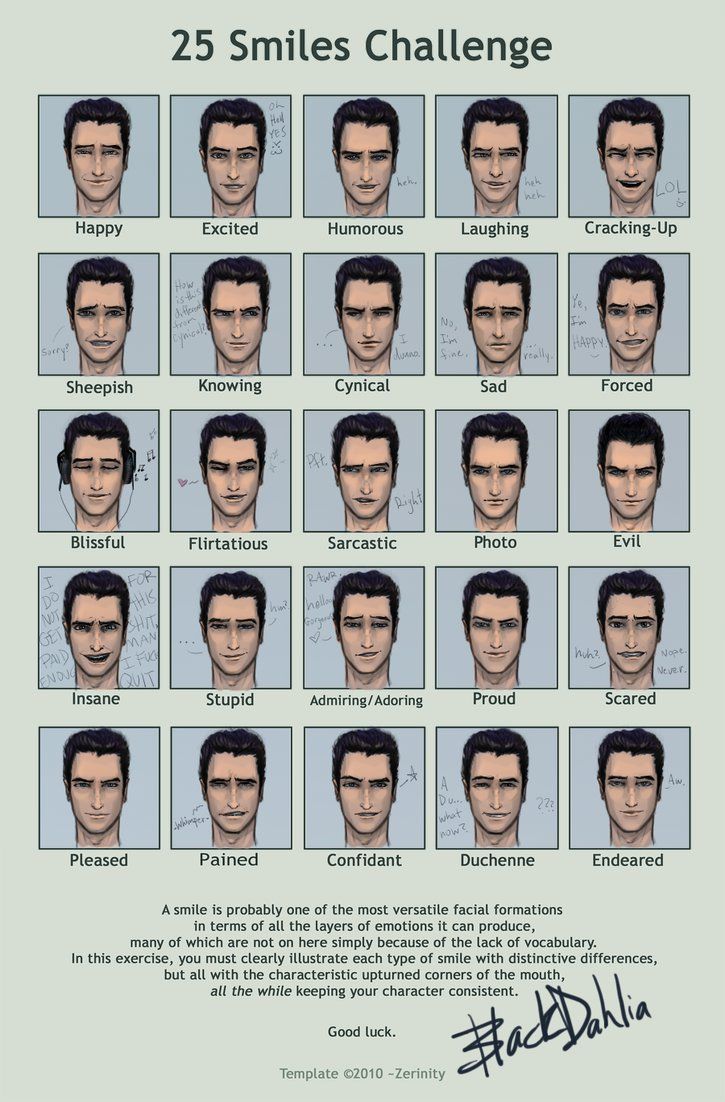 25 Smiles Challenge
Oh
Hell
YES
heh.
heh
heh
LOL
Happy
Excited
Humorous
Laughing
Cracking-Up
sorry?
How
is this
different
from
Cynical?
...
I
dunno.
No,
I'm
fine.
...
really.
Ye,
I'm
HAPPY.
Sheepish
Knowing
Cynical
Sad
Forced
Pft.
Right
Blissful
Flirtatious
Sarcastic
Photo
Evil
I
DO
NOT
GET
PAID
ENOUGH
FOR
THIS
SHIT,
MAN
I FUCK
QUIT
....
hm?
RAWR.
hello
Gorgeous
huh?
Nope.
Never.
Insane
Stupid
Admiring/Adoring
Proud
Scared
-whimper-
A
Du...
what
now?
???
Aw.
Pleased
Pained
Confidant
Duchenne
Endeared
A smile is probably one of the most versatile facial formations
in terms of all the layers of emotions it can produce,
many of which are not on here simply because of the lack of vocabulary.
In this exercise, you must clearly illustrate each type of smile with distinctive differences,
but all with the characteristic upturned corners of the mouth,
all the while keeping your character consistent.
Good luck.
BlackDahlia
Template ©2010 ~Zerinity